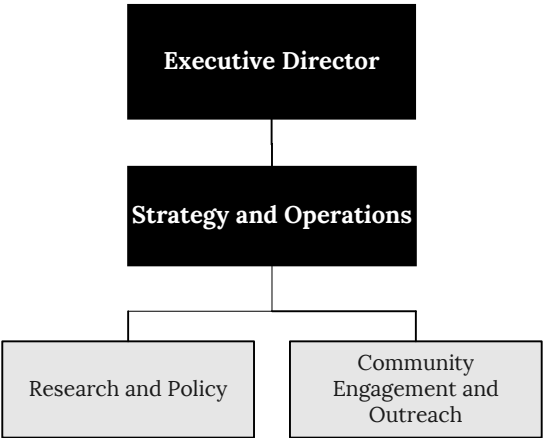 Executive Director
Strategy and Operations
Research and Policy
Community
Engagement and
Outreach